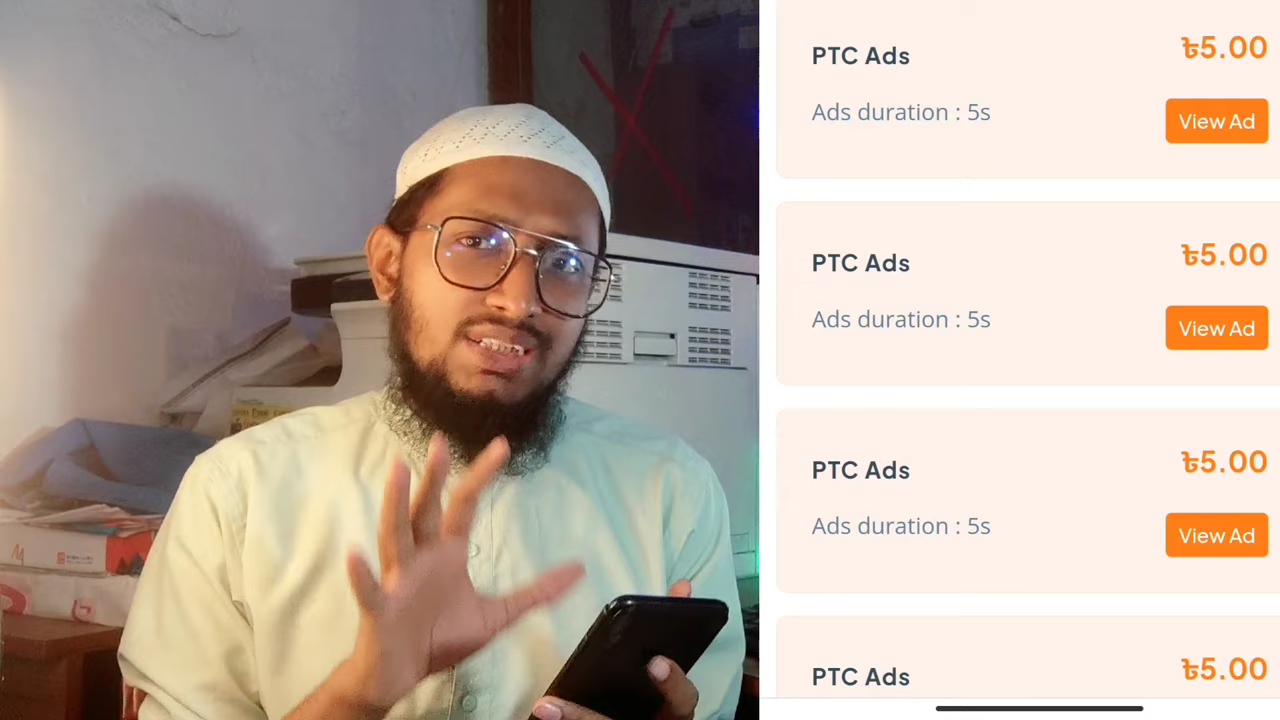 PTC Ads
৳5.00
Ads duration : 5s
View Ad
PTC Ads
৳5.00
Ads duration : 5s
View Ad
PTC Ads
৳5.00
Ads duration : 5s
View Ad
PTC Ads
৳5.00